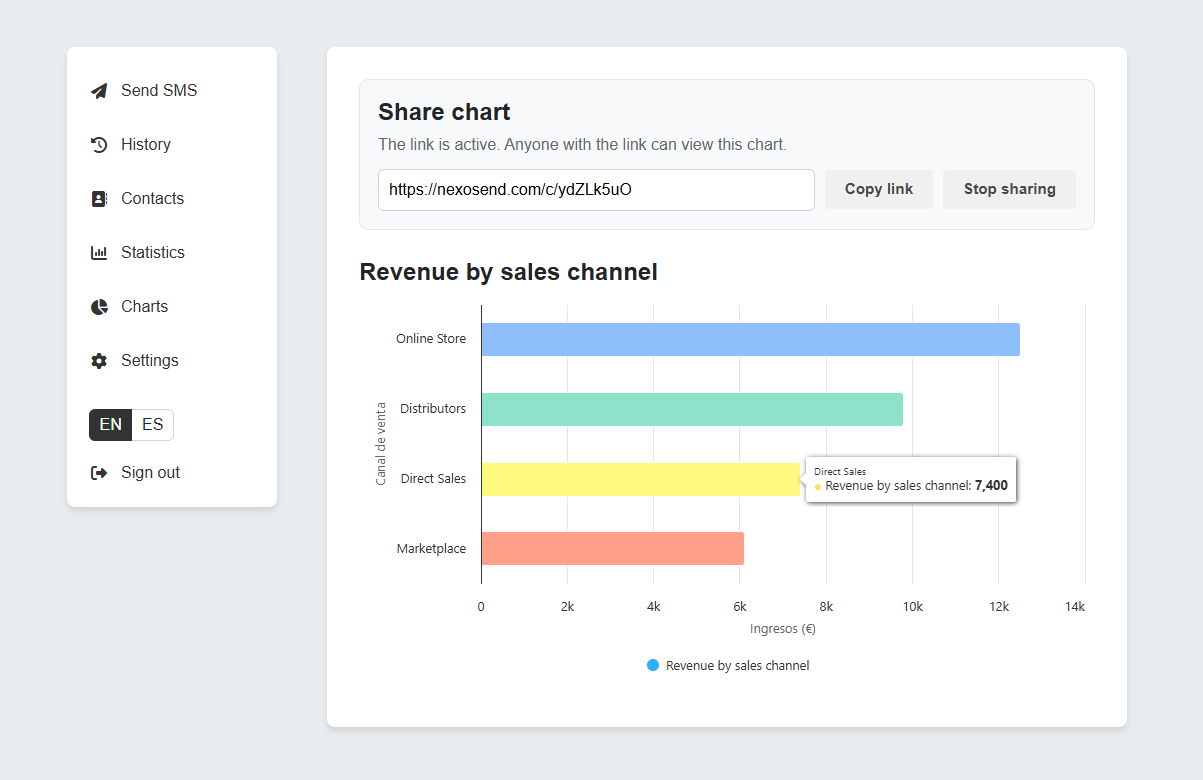 Send SMS
History
Contacts
Statistics
Charts
Settings
EN ES
Sign out
Share chart
The link is active. Anyone with the link can view this chart.
https://nexosend.com/c/ydZLk5uO
Copy link
Stop sharing
Revenue by sales channel
Canal de venta
Online Store
Distributors
Direct Sales
Marketplace
Direct Sales
Revenue by sales channel: 7,400
0 2k 4k 6k 8k 10k 12k 14k
Ingresos (€)
Revenue by sales channel